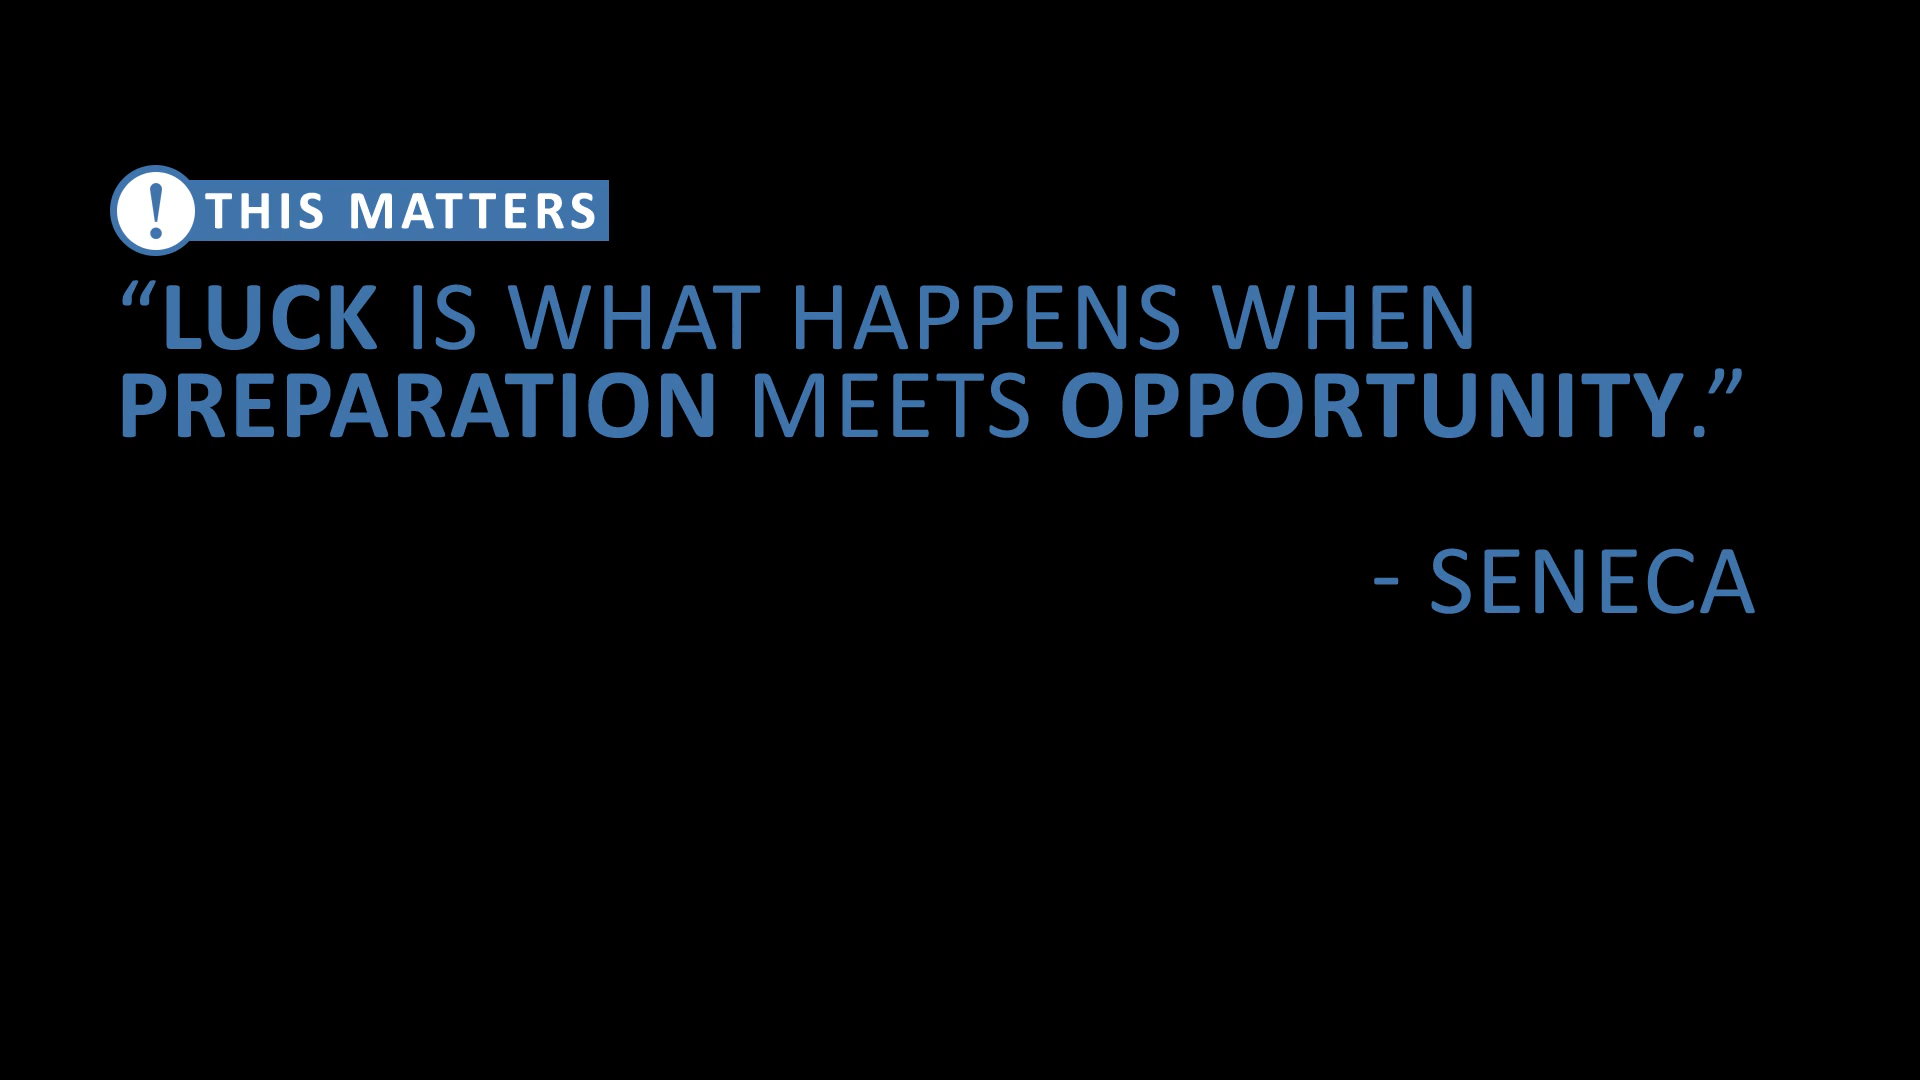 ! THIS MATTERS
“LUCK IS WHAT HAPPENS WHEN
PREPARATION MEETS OPPORTUNITY.”
- SENECA